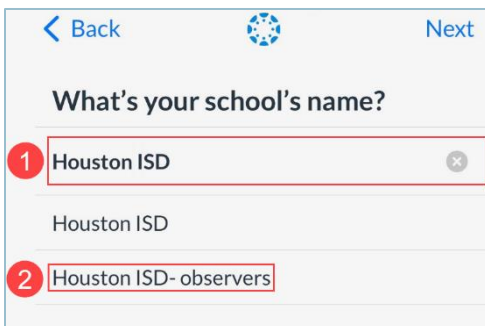 Back Next
What's your school's name?
1 Houston ISD
Houston ISD
2 Houston ISD- observers